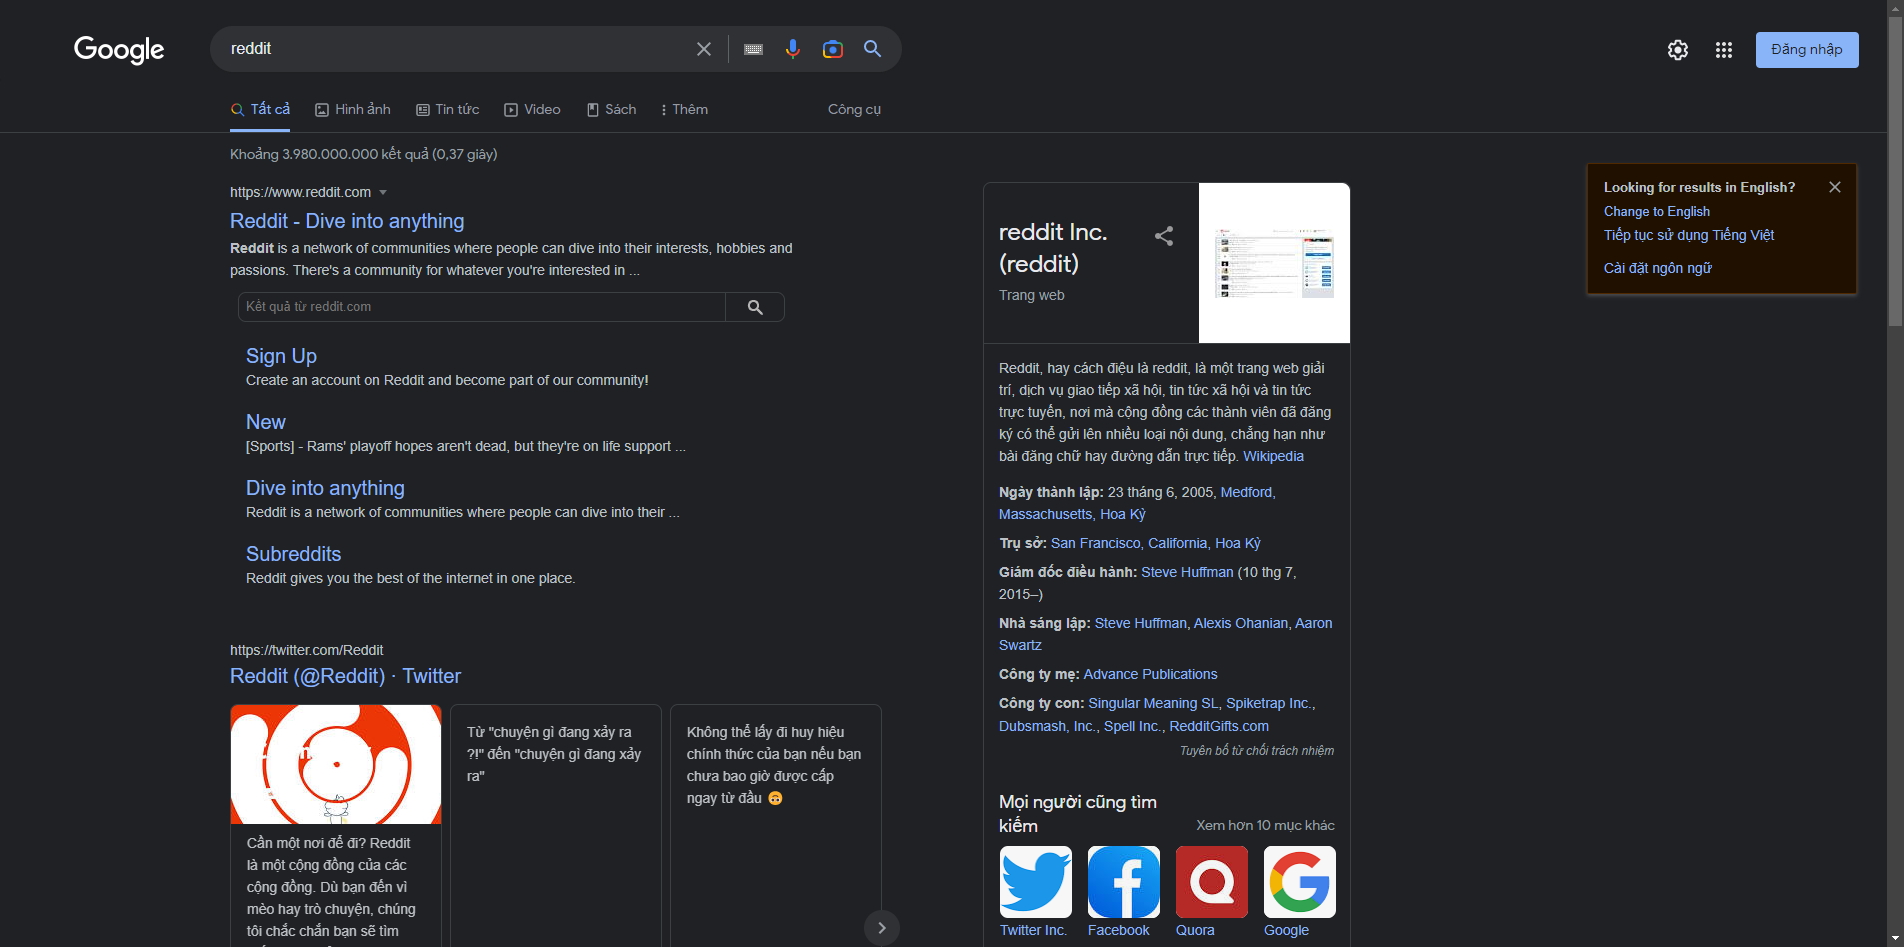 Google
reddit
Đăng nhập
Tất cả
Hình ảnh
Tin tức
Video
Sách
Thêm
Công cụ
Khoảng 3.980.000.000 kết quả (0,37 giây)
https://www.reddit.com
Reddit - Dive into anything
Reddit is a network of communities where people can dive into their interests, hobbies and
passions. There's a community for whatever you're interested in ...
Kết quả từ reddit.com
Sign Up
Create an account on Reddit and become part of our community!
New
[Sports] - Rams' playoff hopes aren't dead, but they're on life support ...
Dive into anything
Reddit is a network of communities where people can dive into their ...
Subreddits
Reddit gives you the best of the internet in one place.
https://twitter.com/Reddit
Reddit (@Reddit) · Twitter
Cần một nơi để đi? Reddit
là một cộng đồng của các
cộng đồng. Dù bạn đến vì
mèo hay trò chuyện, chúng
tôi chắc chắn bạn sẽ tìm
Từ "chuyện gì đang xảy ra
?!" đến "chuyện gì đang xảy
ra"
Không thể lấy đi huy hiệu
chính thức của bạn nếu bạn
chưa bao giờ được cấp
ngay từ đầu 🙃
reddit Inc.
(reddit)
Trang web
Reddit, hay cách điệu là reddit, là một trang web giải
trí, dịch vụ giao tiếp xã hội, tin tức xã hội và tin tức
trực tuyến, nơi mà cộng đồng các thành viên đã đăng
ký có thể gửi lên nhiều loại nội dung, chẳng hạn như
bài đăng chữ hay đường dẫn trực tiếp. Wikipedia
Ngày thành lập: 23 tháng 6, 2005, Medford,
Massachusetts, Hoa Kỳ
Trụ sở: San Francisco, California, Hoa Kỳ
Giám đốc điều hành: Steve Huffman (10 thg 7,
2015–)
Nhà sáng lập: Steve Huffman, Alexis Ohanian, Aaron
Swartz
Công ty mẹ: Advance Publications
Công ty con: Singular Meaning SL, Spiketrap Inc.,
Dubsmash, Inc., Spell Inc., RedditGifts.com
Tuyên bố từ chối trách nhiệm
Mọi người cũng tìm
kiếm
Xem hơn 10 mục khác
Twitter Inc.
Facebook
Quora
Google
Looking for results in English?
Change to English
Tiếp tục sử dụng Tiếng Việt
Cài đặt ngôn ngữ